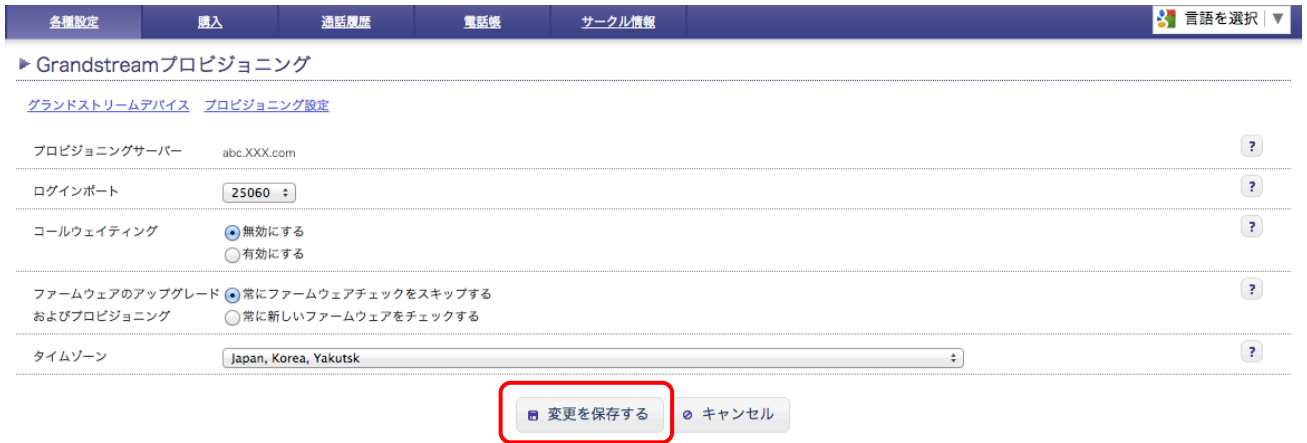 各種設定 購入 通話履歴 電話帳 サークル情報 言語を選択 ▼
Grandstreamプロビジョニング
グランドストリームデバイス プロビジョニング設定
プロビジョニングサーバー abc.XXX.com ?
ログインポート 25060 ?
コールウェイティング 無効にする ?
有効にする
ファームウェアのアップグレード 常にファームウェアチェックをスキップする ?
およびプロビジョニング 常に新しいファームウェアをチェックする
タイムゾーン Japan, Korea, Yakutsk ?
変更を保存する キャンセル